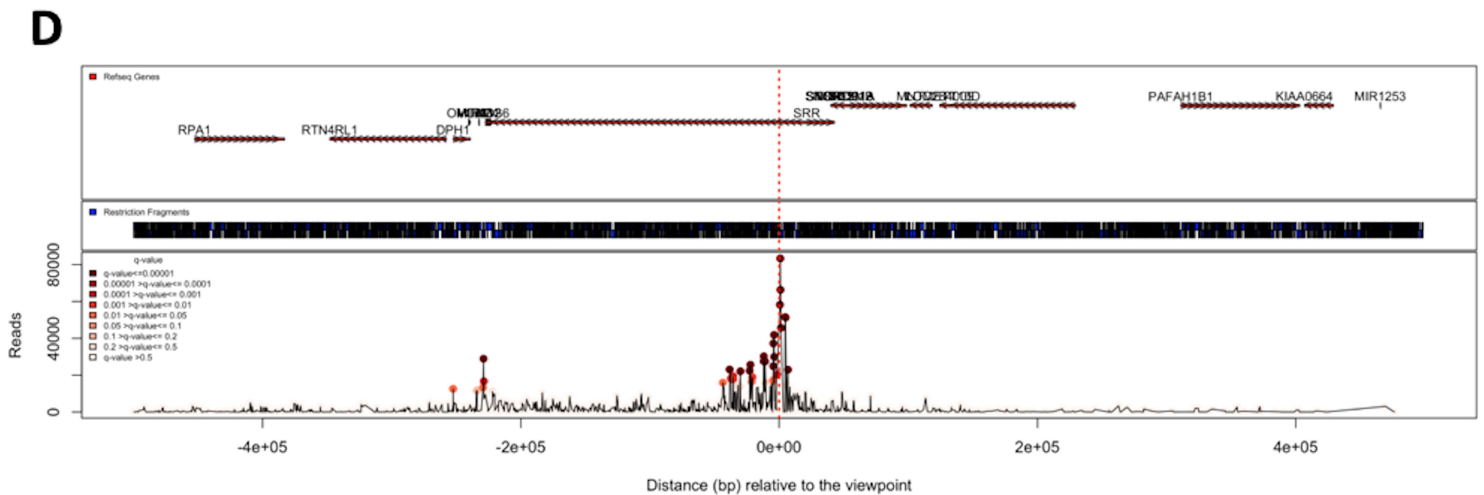 D
Refseq Genes
SRR
PAFAH1B1 KIAA0664 MIR1253
RPA1 RTN4RL1 DPH1
Restriction Fragments
q-value
q-value<=0.00001
0.00001 >q-value<= 0.0001
0.0001 >q-value<= 0.001
0.001 >q-value<= 0.01
0.01 >q-value<= 0.05
0.05 >q-value<= 0.1
0.1 >q-value<= 0.2
0.2 >q-value<= 0.5
q-value >0.5
Reads
80000
40000
0
-4e+05 -2e+05 0e+00 2e+05 4e+05
Distance (bp) relative to the viewpoint